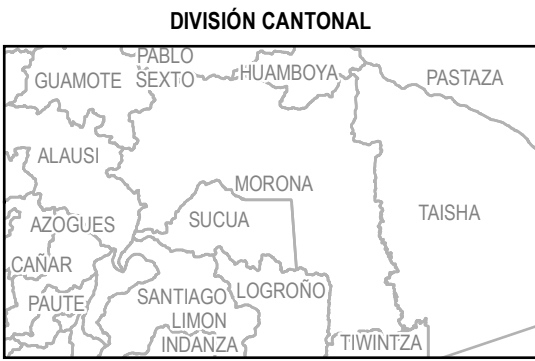 DIVISIÓN CANTONAL
PABLO
SEXTO
GUAMOTE
HUAMBOYA
PASTAZA
ALAUSI
MORONA
TAISHA
AZOGUES
SUCUA
CAÑAR
PAUTE
SANTIAGO
LOGROÑO
LIMON
INDANZA
TIWINTZA